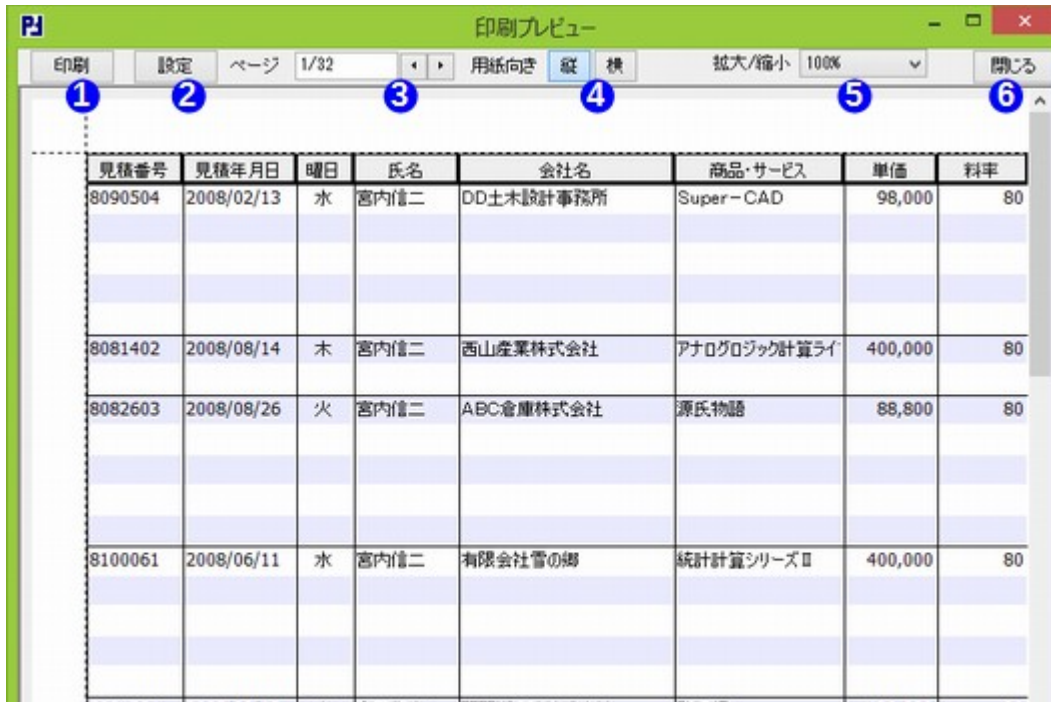 印刷プレビュー
印刷 設定 ページ 1/32 用紙向き 縦 横 拡大/縮小 100% 閉じる
1 2 3 4 5 6
見積番号 見積年月日 曜日 氏名 会社名 商品・サービス 単価 料率
8090504 2008/02/13 水 宮内信二 DD土木設計事務所 Super-CAD 98,000 80
8081402 2008/08/14 木 宮内信二 西山産業株式会社 アナログロジック計算ライ 400,000 80
8082603 2008/08/26 火 宮内信二 ABC倉庫株式会社 源氏物語 88,800 80
8100061 2008/06/11 水 宮内信二 有限会社雪の郷 統計計算シリーズⅡ 400,000 80